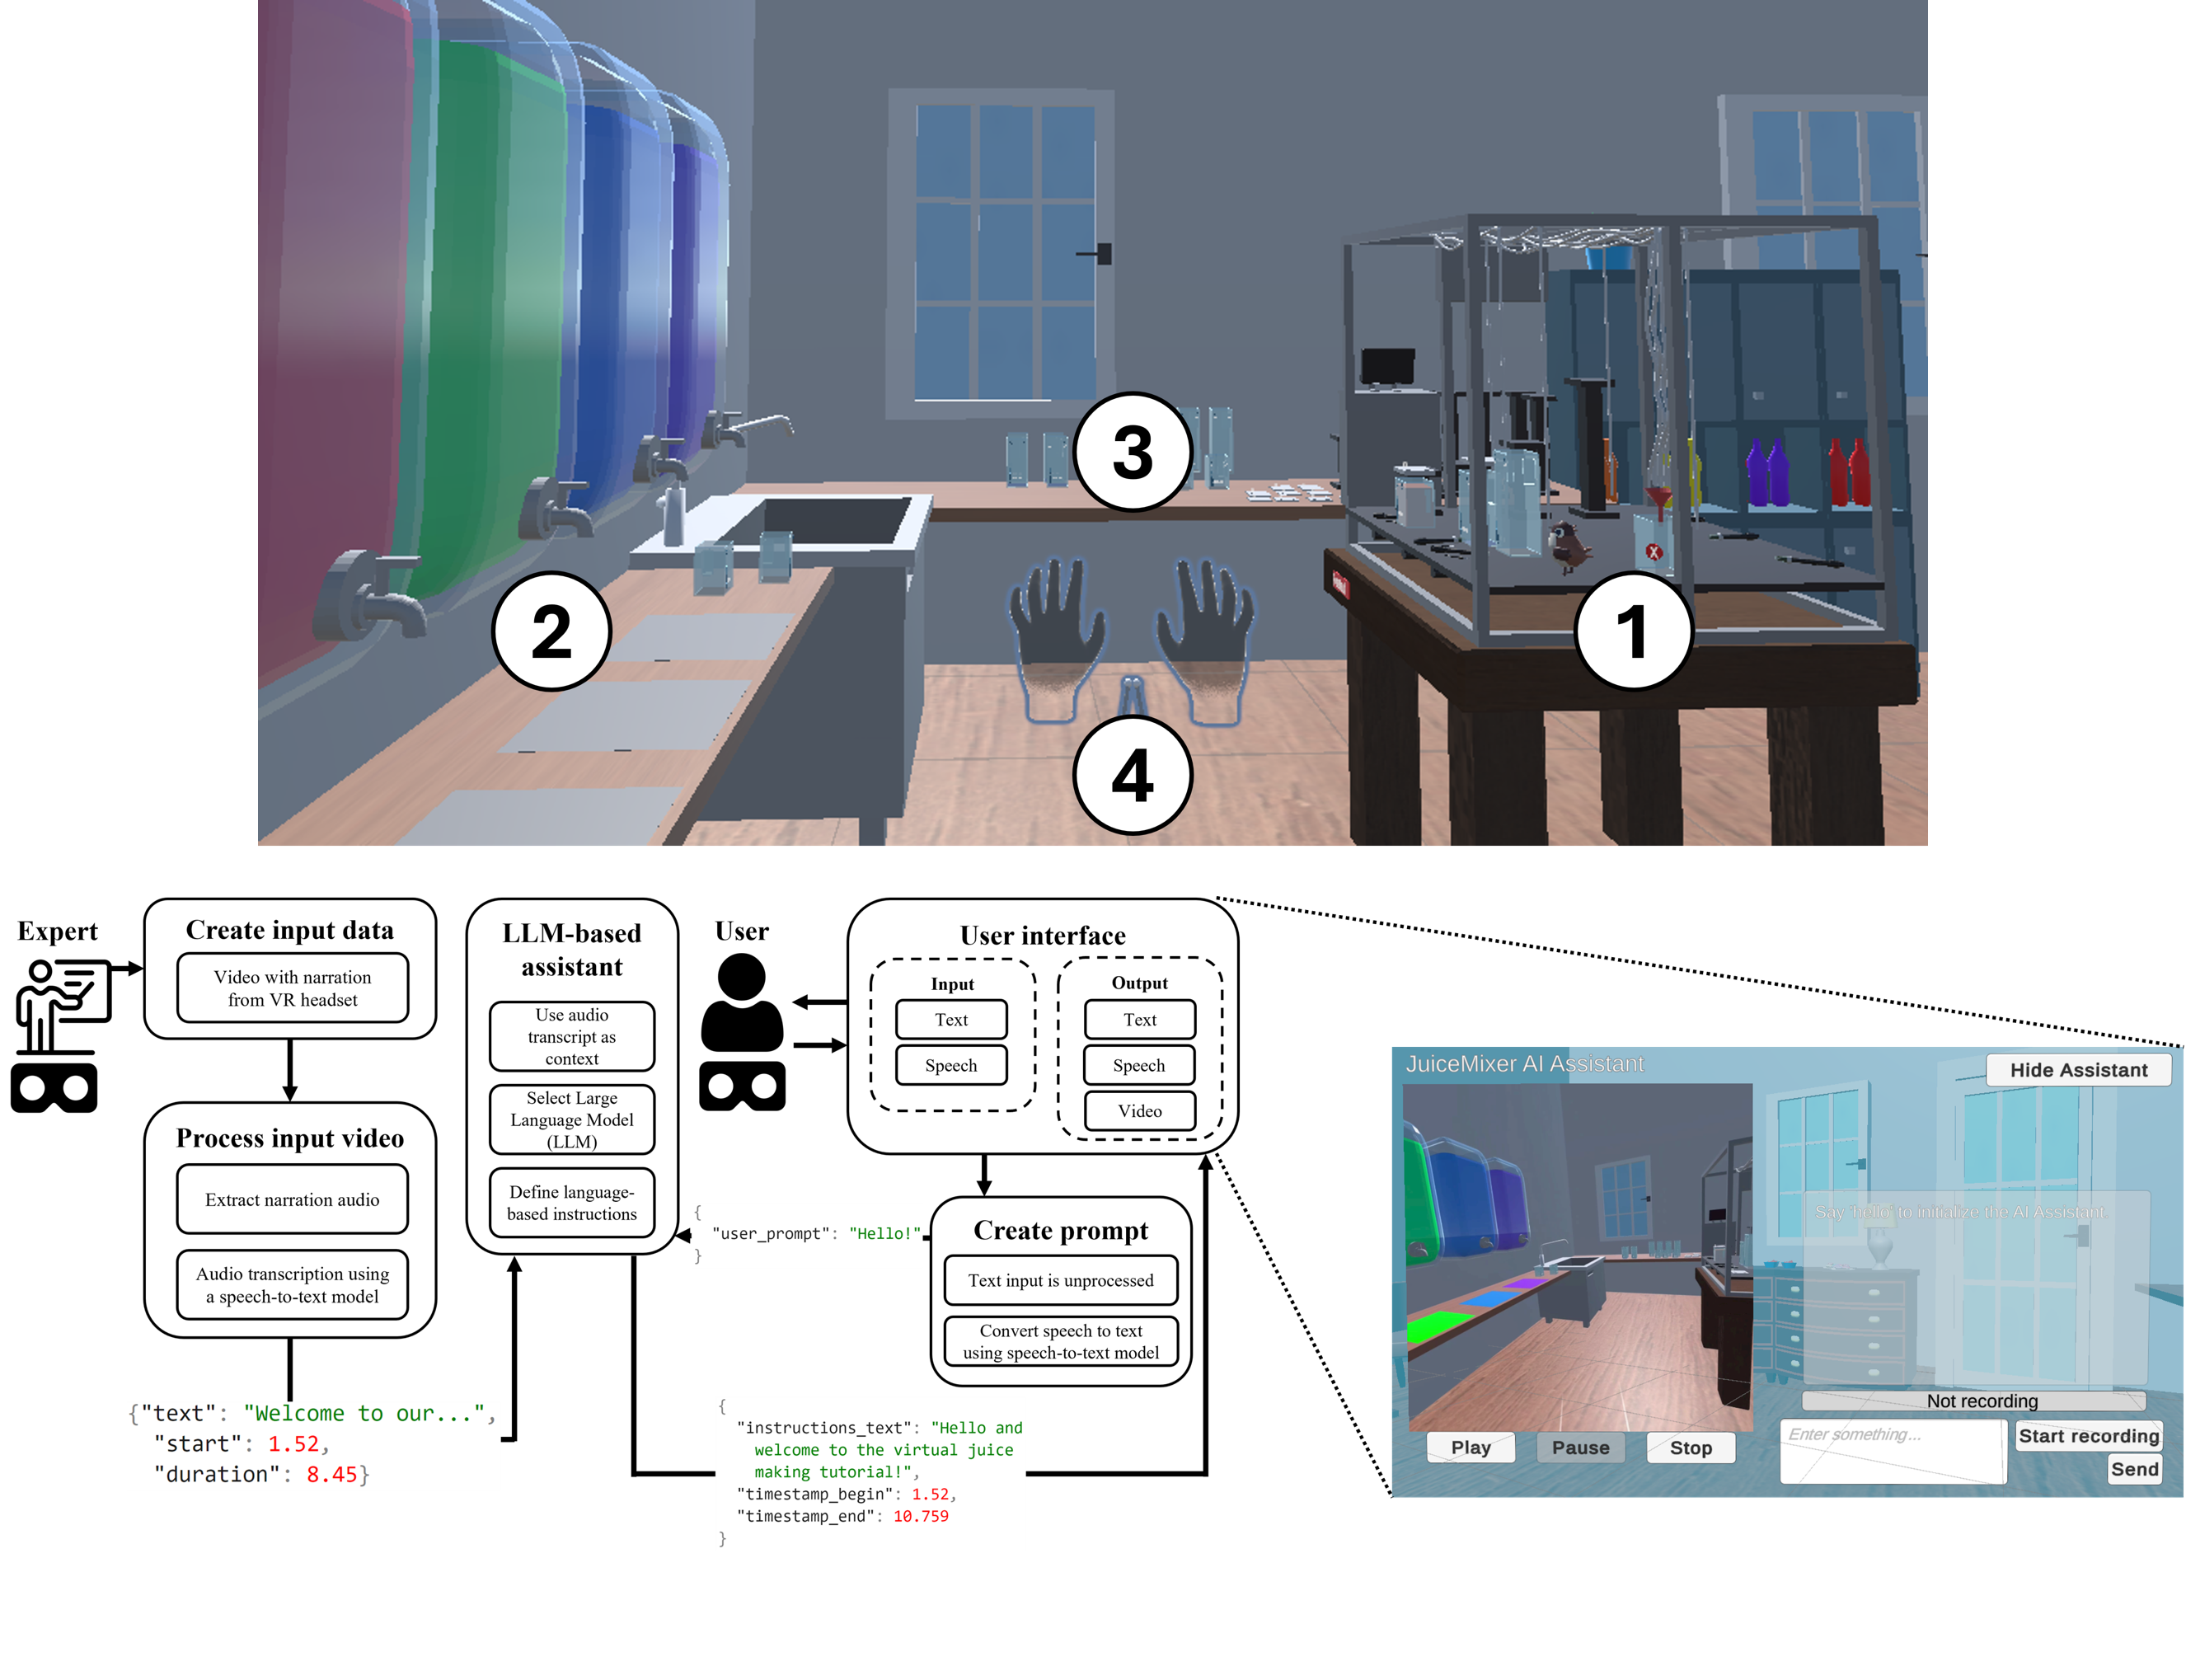 3
2
1
4
X
Expert
Create input data
Video with narration
from VR headset
Process input video
Extract narration audio
Audio transcription using
a speech-to-text model
{"text": "Welcome to our...",
"start": 1.52,
"duration": 8.45}
LLM-based
assistant
Use audio
transcript as
context
Select Large
Language Model
(LLM)
Define language-
based instructions
User
User interface
Input
Text
Speech
Output
Text
Speech
Video
{
"user_prompt": "Hello!"
}
Create prompt
Text input is unprocessed
Convert speech to text
using speech-to-text model
{
"instructions_text": "Hello and
welcome to the virtual juice
making tutorial!",
"timestamp_begin": 1.52,
"timestamp_end": 10.759
}
JuiceMixer AI Assistant
Hide Assistant
Say 'hello' to initialize the AI Assistant.
Not recording
Play
Pause
Stop
Enter something...
Start recording
Send